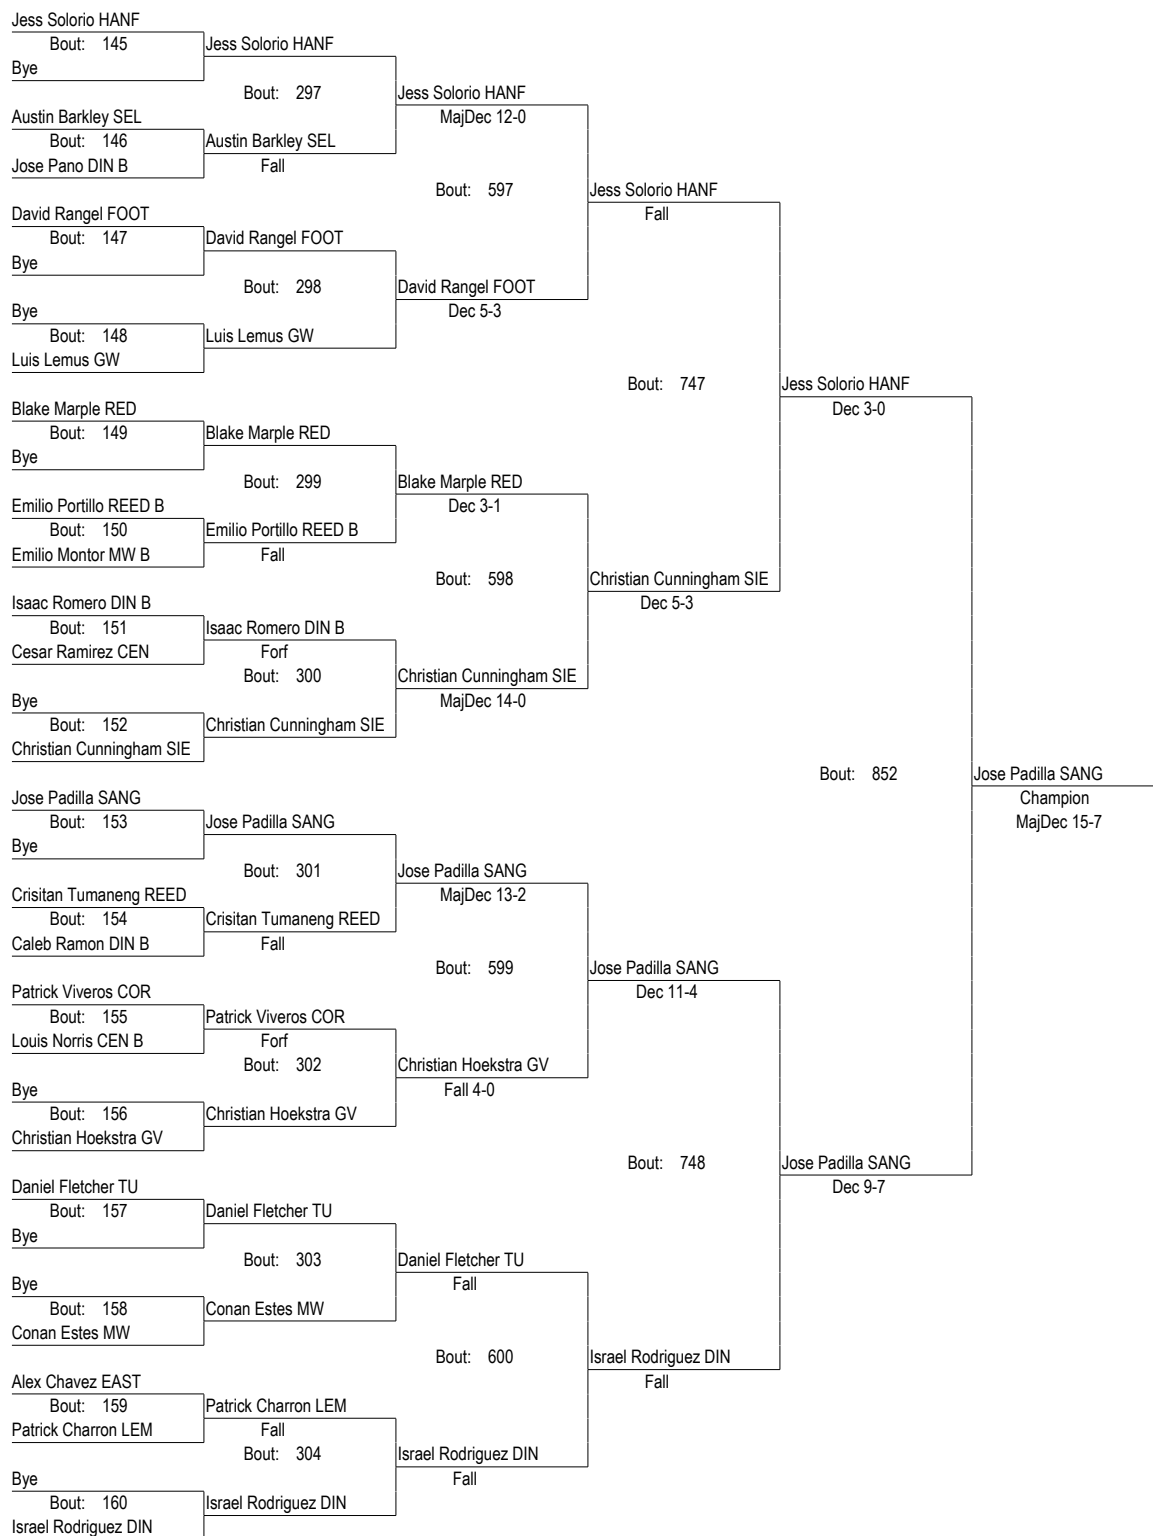 Jess Solorio HANF
Bout: 145
Bye
Jess Solorio HANF
Bout: 297
Austin Barkley SEL
Bout: 146
Jose Pano DIN B
Austin Barkley SEL
Fall
Jess Solorio HANF
MajDec 12-0
Bout: 597
David Rangel FOOT
Bout: 147
Bye
David Rangel FOOT
Bout: 298
Bye
Bout: 148
Luis Lemus GW
Luis Lemus GW
David Rangel FOOT
Dec 5-3
Jess Solorio HANF
Fall
Bout: 747
Blake Marple RED
Bout: 149
Bye
Blake Marple RED
Bout: 299
Emilio Portillo REED B
Bout: 150
Emilio Montor MW B
Emilio Portillo REED B
Fall
Blake Marple RED
Dec 3-1
Bout: 598
Isaac Romero DIN B
Bout: 151
Cesar Ramirez CEN
Isaac Romero DIN B
Forf
Bout: 300
Bye
Bout: 152
Christian Cunningham SIE
Christian Cunningham SIE
Christian Cunningham SIE
MajDec 14-0
Christian Cunningham SIE
Dec 5-3
Jess Solorio HANF
Dec 3-0
Bout: 852
Jose Padilla SANG
Champion
MajDec 15-7
Jose Padilla SANG
Bout: 153
Bye
Jose Padilla SANG
Bout: 301
Crisitan Tumaneng REED
Bout: 154
Caleb Ramon DIN B
Crisitan Tumaneng REED
Fall
Jose Padilla SANG
MajDec 13-2
Bout: 599
Patrick Viveros COR
Bout: 155
Louis Norris CEN B
Patrick Viveros COR
Forf
Bout: 302
Bye
Bout: 156
Christian Hoekstra GV
Christian Hoekstra GV
Christian Hoekstra GV
Fall 4-0
Jose Padilla SANG
Dec 11-4
Bout: 748
Jose Padilla SANG
Dec 9-7
Daniel Fletcher TU
Bout: 157
Bye
Daniel Fletcher TU
Bout: 303
Bye
Bout: 158
Conan Estes MW
Conan Estes MW
Daniel Fletcher TU
Fall
Bout: 600
Israel Rodriguez DIN
Fall
Alex Chavez EAST
Bout: 159
Patrick Charron LEM
Patrick Charron LEM
Fall
Bout: 304
Israel Rodriguez DIN
Fall
Bye
Bout: 160
Israel Rodriguez DIN
Israel Rodriguez DIN